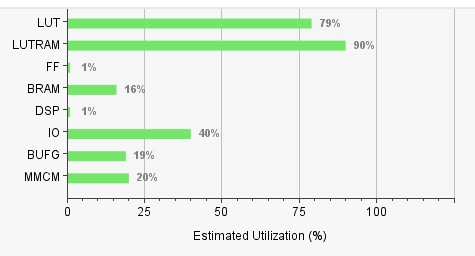 LUT 79%
LUTRAM 90%
FF 1%
BRAM 16%
DSP 1%
IO 40%
BUFG 19%
MMCM 20%
0 25 50 75 100
Estimated Utilization (%)